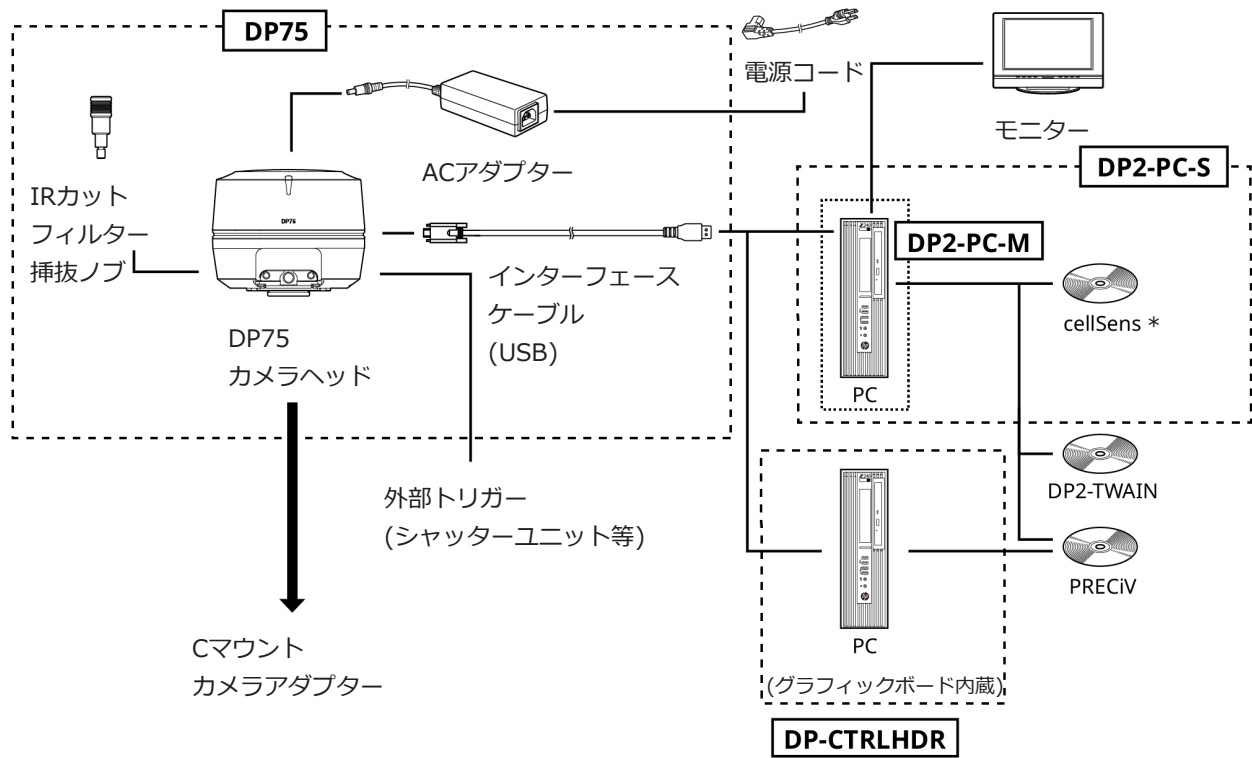 DP75
電源コード
モニター
ACアダプター
IRカット
フィルター
挿抜ノブ
DP75
DP75
カメラヘッド
インターフェース
ケーブル
(USB)
DP2-PC-S
DP2-PC-M
PC
cellSens *
DP2-TWAIN
PRECiV
外部トリガー
(シャッターユニット等)
PC
(グラフィックボード内蔵)
DP-CTRLHDR
Cマウント
カメラアダプター